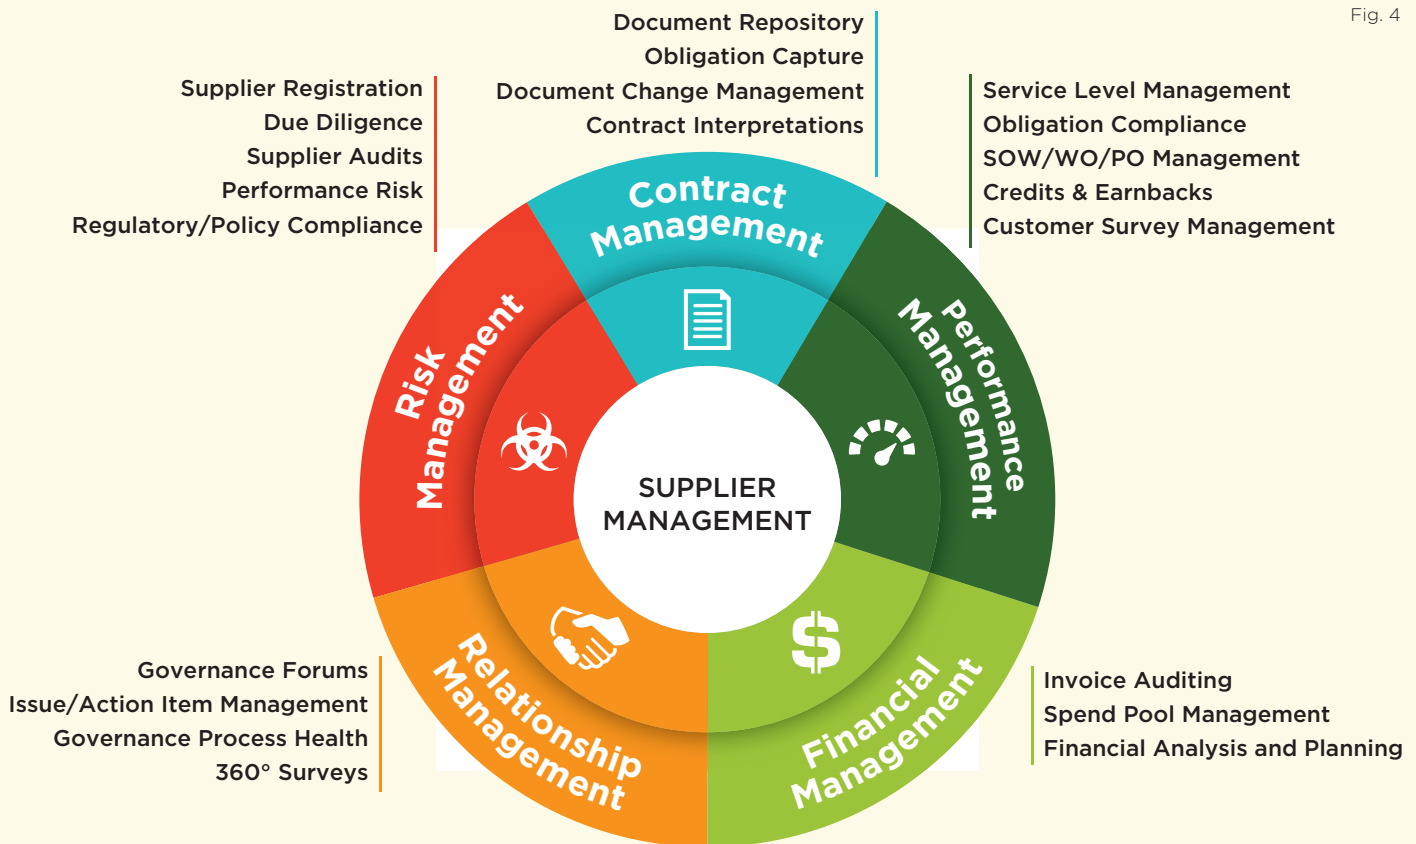 Fig. 4
Document Repository
Obligation Capture
Document Change Management
Contract Interpretations
Supplier Registration
Due Diligence
Supplier Audits
Performance Risk
Regulatory/Policy Compliance
Service Level Management
Obligation Compliance
SOW/WO/PO Management
Credits & Earnbacks
Customer Survey Management
Contract
Management
Risk
Management
Performance
Management
SUPPLIER
MANAGEMENT
Relationship
Management
Financial
Management
$
Governance Forums
Issue/Action Item Management
Governance Process Health
360° Surveys
Invoice Auditing
Spend Pool Management
Financial Analysis and Planning